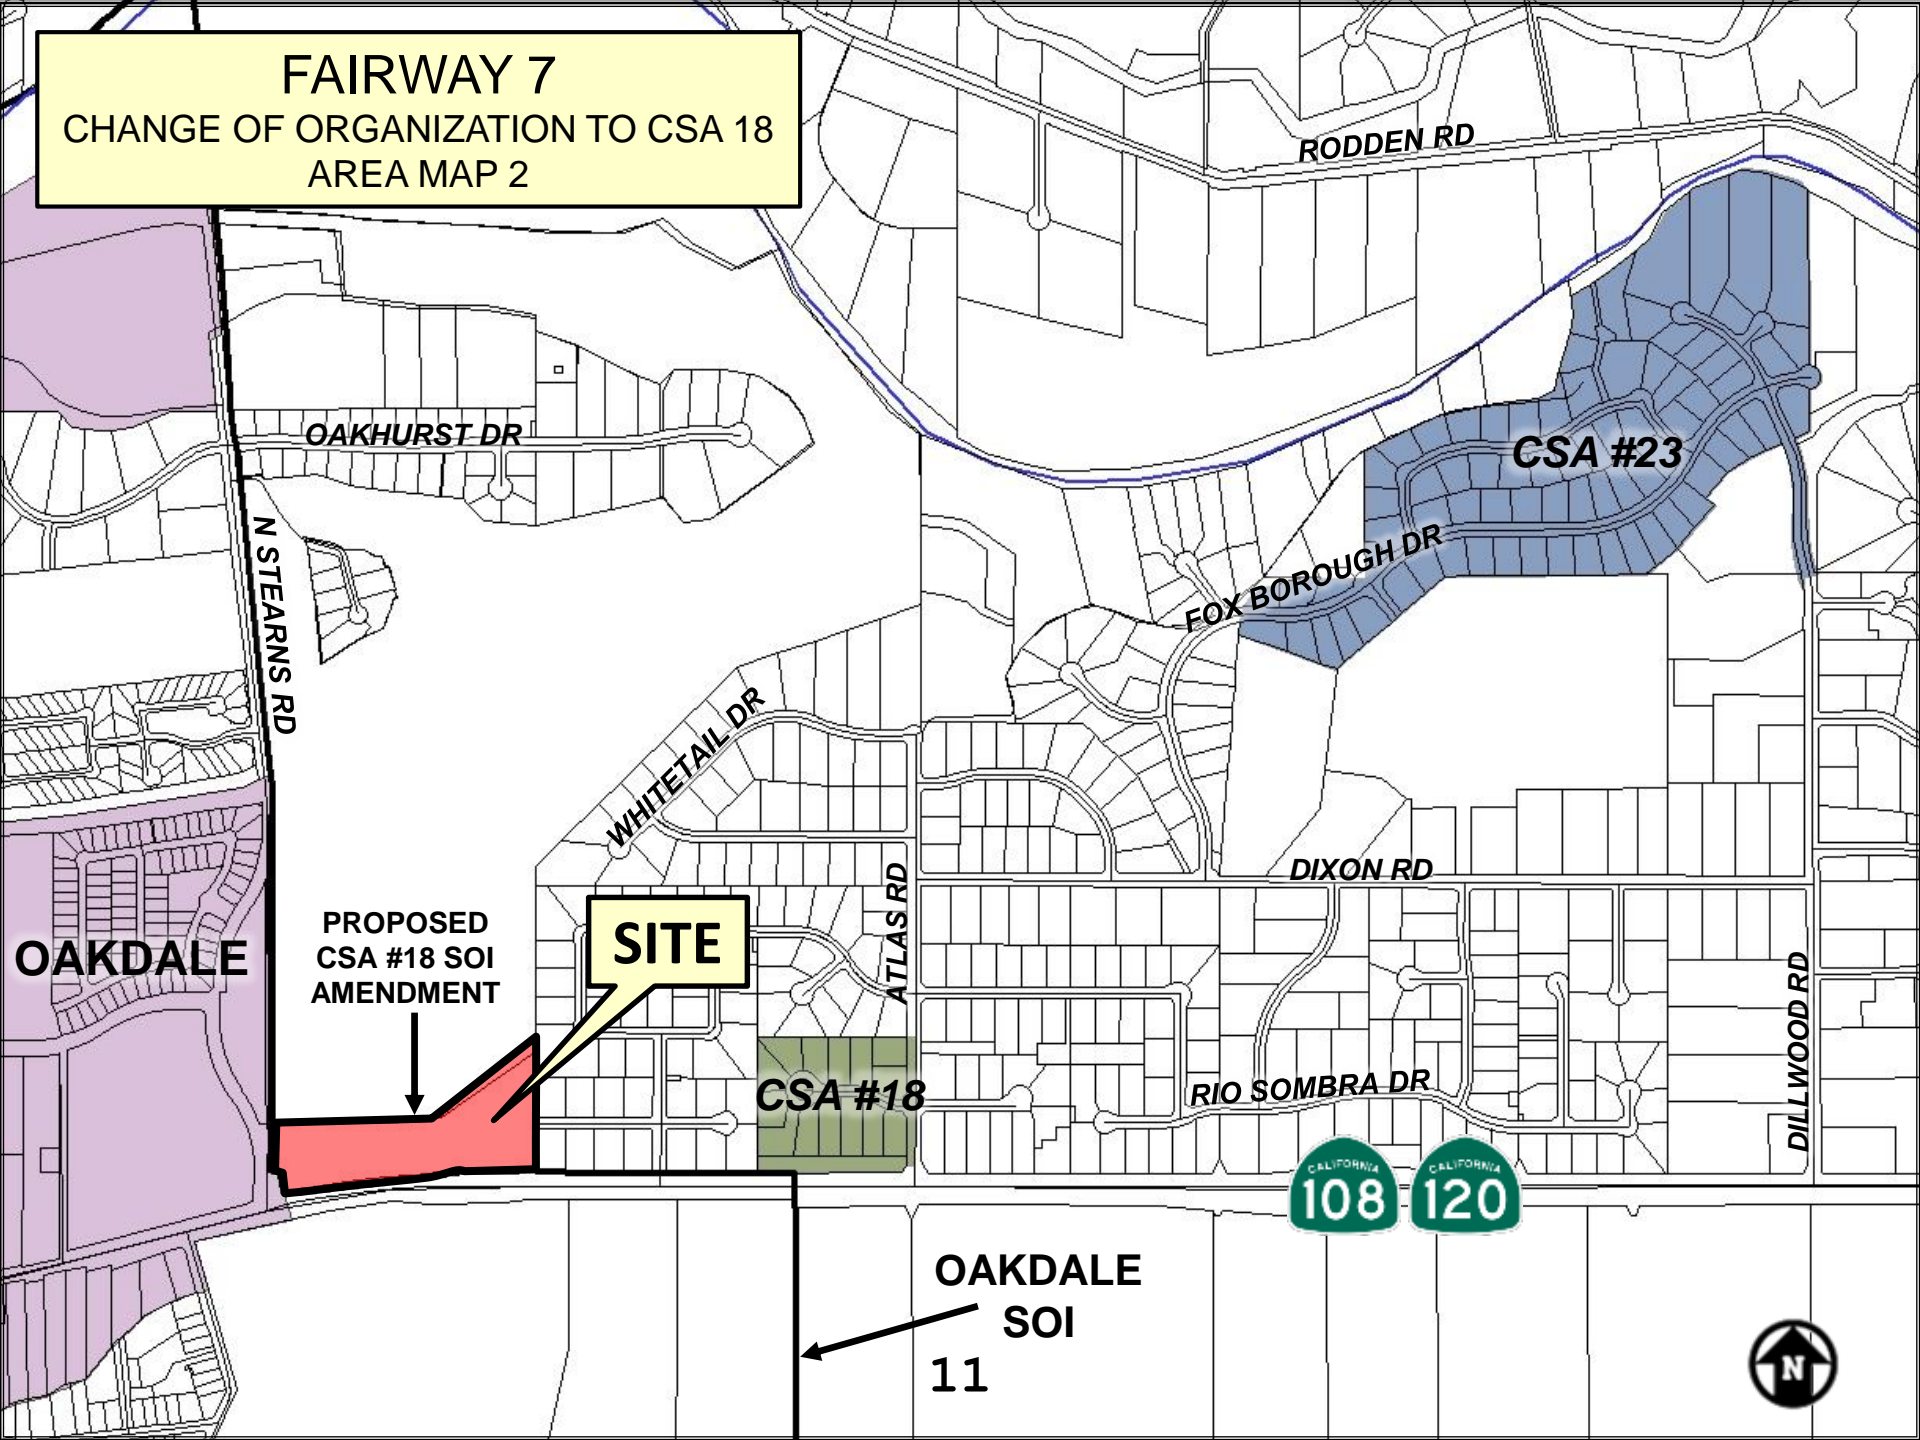 FAIRWAY 7
CHANGE OF ORGANIZATION TO CSA 18
AREA MAP 2
RODDEN RD
OAKHURST DR
CSA #23
N STEARNS RD
FOX BOROUGH DR
WHITETAIL DR
DIXON RD
ATLAS RD
PROPOSED
CSA #18 SOI
AMENDMENT
SITE
OAKDALE
DILLWOOD RD
CSA #18
RIO SOMBRA DR
CALIFORNIA
108
CALIFORNIA
120
OAKDALE
SOI
11
N